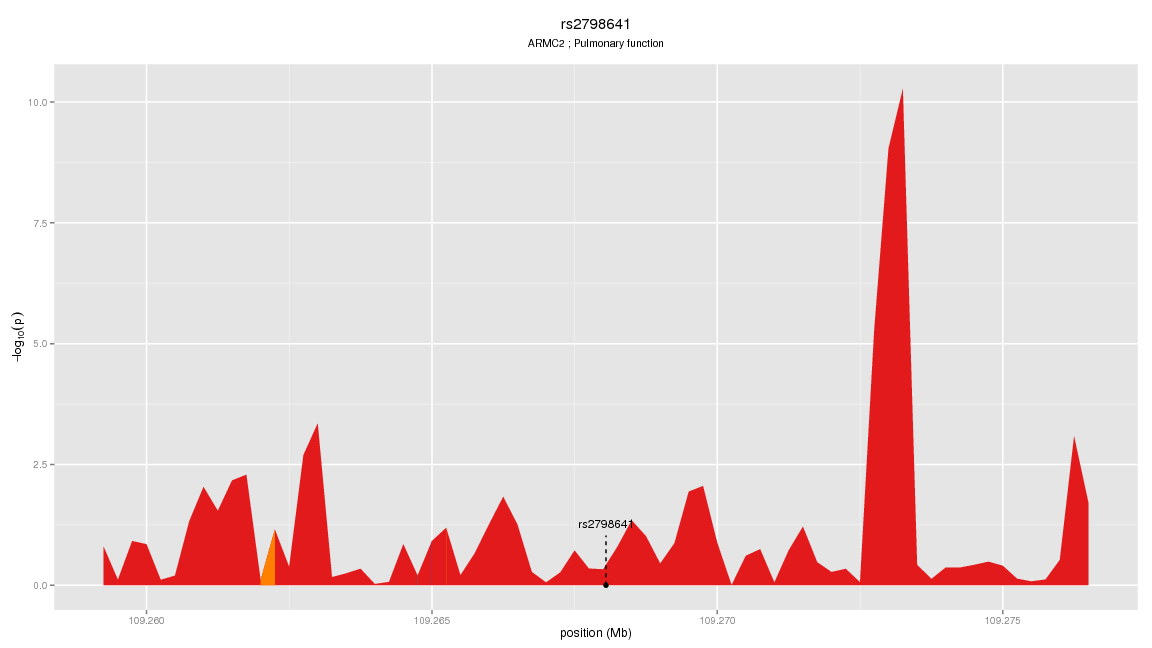 rs2798641
ARMC2 ; Pulmonary function
10.0
7.5
5.0
2.5
0.0
−log10(p)
rs2798641
109.260 109.265 109.270 109.275
position (Mb)